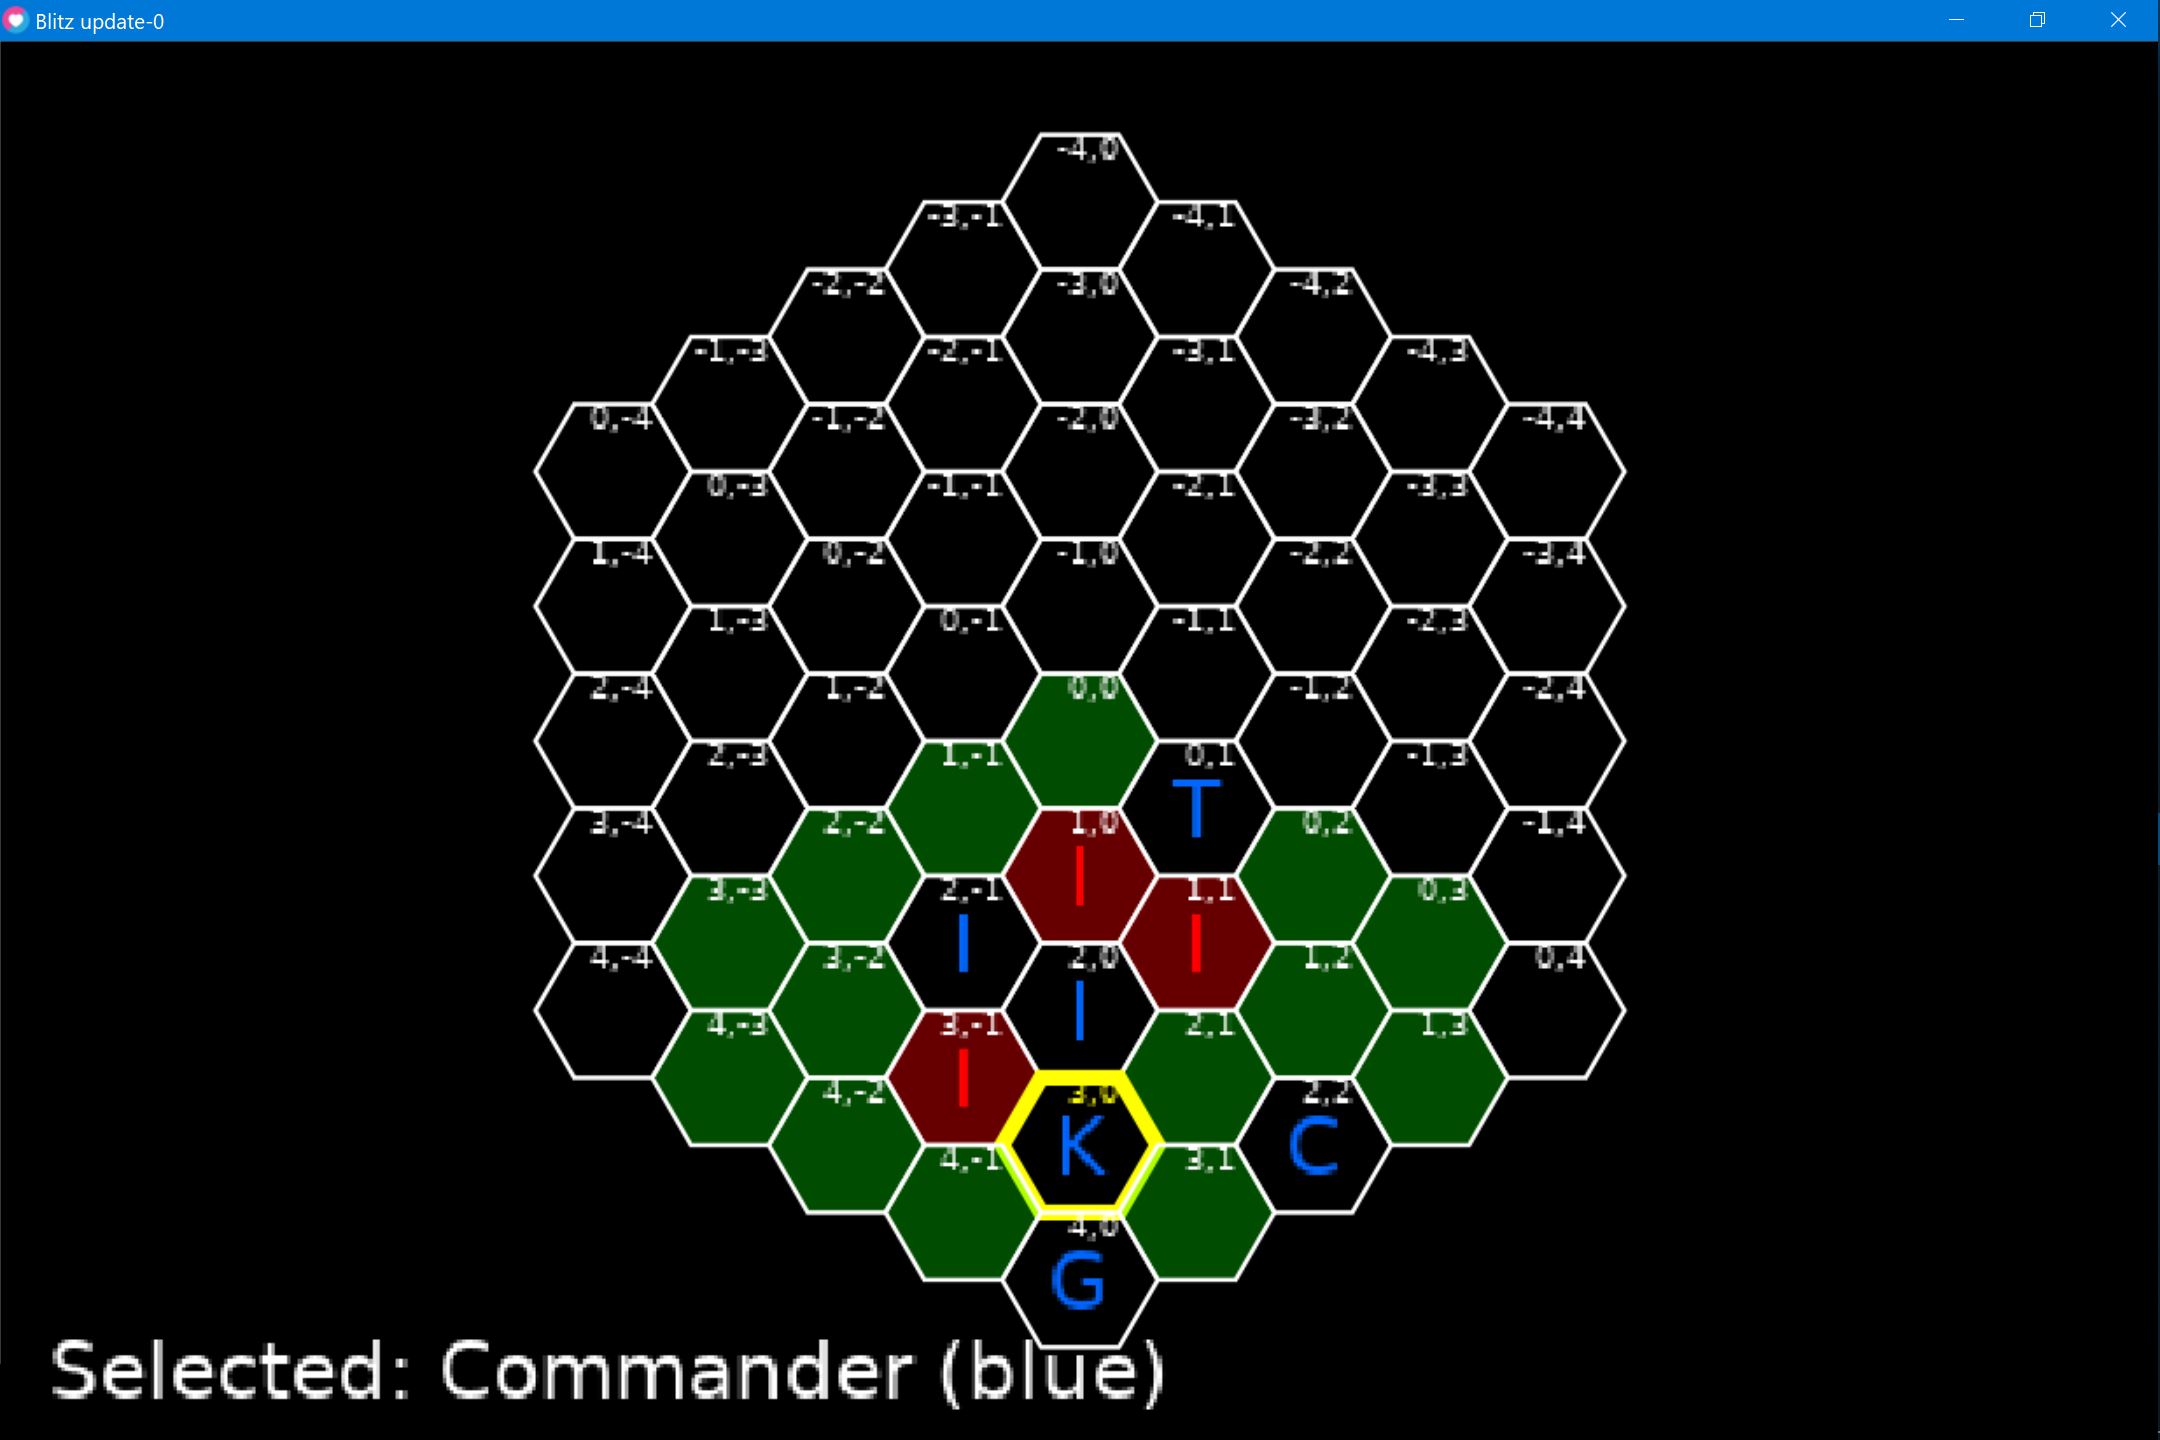 Blitz update-0
-4,0
-3,-1 -4,1
-2,-2 -3,0 -4,2
-1,-3 -2,-1 -3,1 -4,3
0,-4 -1,-2 -2,0 -3,2 -4,4
0,-3 -1,-1 -2,1 -3,3
1,-4 0,-2 -1,0 -2,2 -3,4
1,-3 0,-1 -1,1 -2,3
2,-4 1,-2 0,0 -1,2 -2,4
2,-3 1,-1 0,1 -1,3
T
3,-4 2,-2 1,0 0,2 -1,4
I
3,-3 2,-1 1,1 0,3
I I
4,-4 3,-2 2,0 1,2 0,4
I
4,-3 3,-1 2,1 1,3
I
4,-2 3,0 2,2
K C
4,-1 3,1
4,0
G
Selected: Commander (blue)